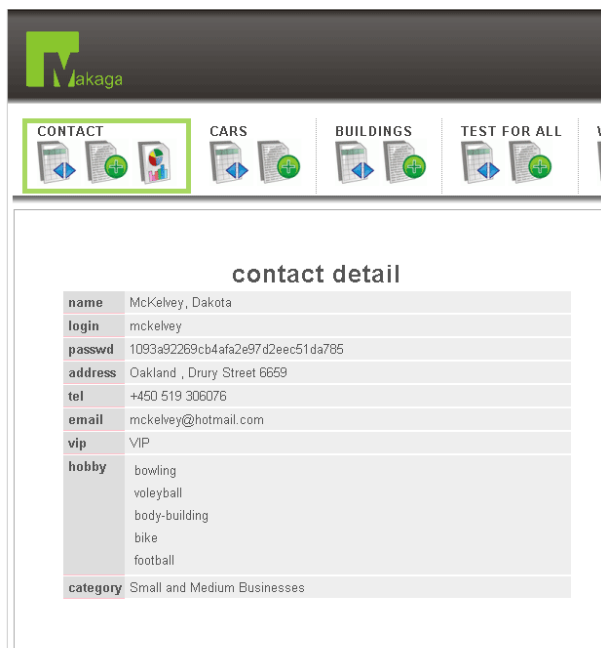 Makaga
CONTACT CARS BUILDINGS TEST FOR ALL
contact detail
name McKelvey, Dakota
login mckelvey
passwd 1093a92269cb4afa2e97d2eec51da785
address Oakland , Drury Street 6659
tel +450 519 306076
email mckelvey@hotmail.com
vip VIP
hobby bowling
voleyball
body-building
bike
football
category Small and Medium Businesses